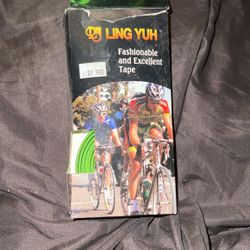 LING YUH
Fashionable
and Excellent
Tape